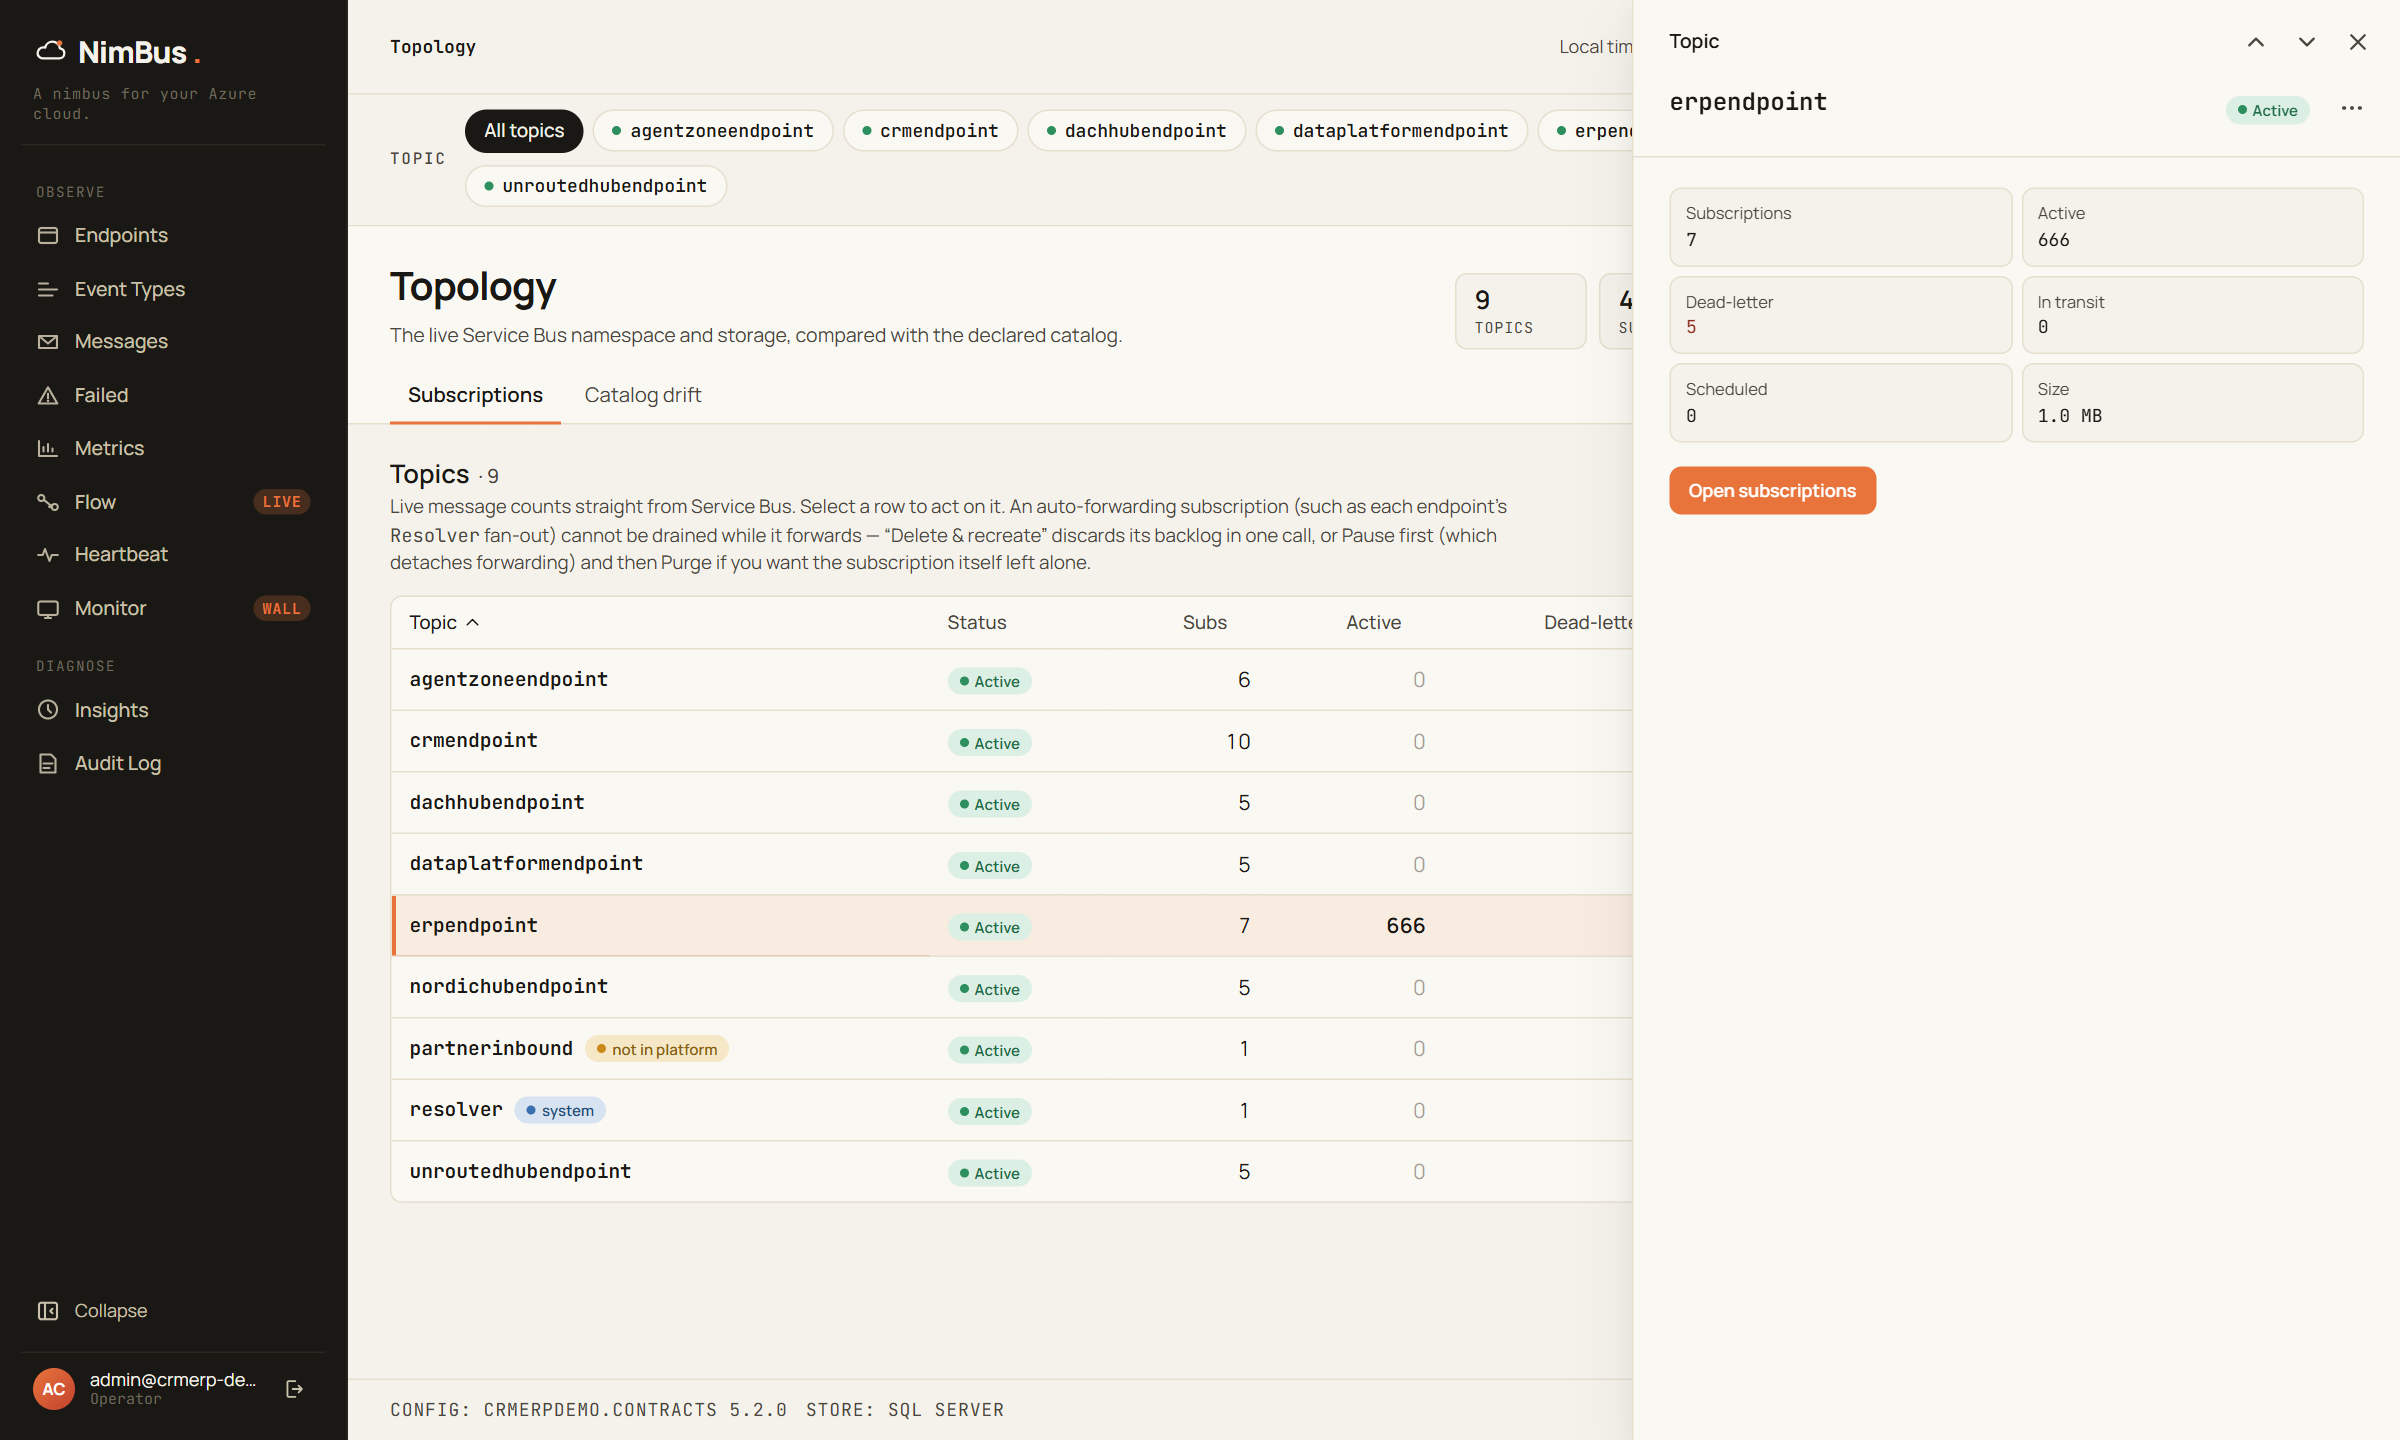 NimBus.
A nimbus for your Azure
cloud.
OBSERVE
Endpoints
Event Types
Messages
Failed
Metrics
Flow LIVE
Heartbeat
Monitor WALL
DIAGNOSE
Insights
Audit Log
Collapse
AC admin@crmerp-de...
Operator
Topology
Local tim
TOPIC
All topics agentzoneendpoint crmendpoint dachhubendpoint dataplatformendpoint erpen
unroutedhubendpoint
Topology
The live Service Bus namespace and storage, compared with the declared catalog.
9
TOPICS
4
Subscriptions Catalog drift
Topics · 9
Live message counts straight from Service Bus. Select a row to act on it. An auto-forwarding subscription (such as each endpoint's
Resolver fan-out) cannot be drained while it forwards — “Delete & recreate” discards its backlog in one call, or Pause first (which
detaches forwarding) and then Purge if you want the subscription itself left alone.
Topic Status Subs Active Dead-lette
agentzoneendpoint Active 6 0
crmendpoint Active 10 0
dachhubendpoint Active 5 0
dataplatformendpoint Active 5 0
erpendpoint Active 7 666
nordichubendpoint Active 5 0
partnerinbound not in platform Active 1 0
resolver system Active 1 0
unroutedhubendpoint Active 5 0
CONFIG: CRMERPDEMO.CONTRACTS 5.2.0 STORE: SQL SERVER
Topic
erpendpoint
Active
Subscriptions
7
Active
666
Dead-letter
5
In transit
0
Scheduled
0
Size
1.0 MB
Open subscriptions